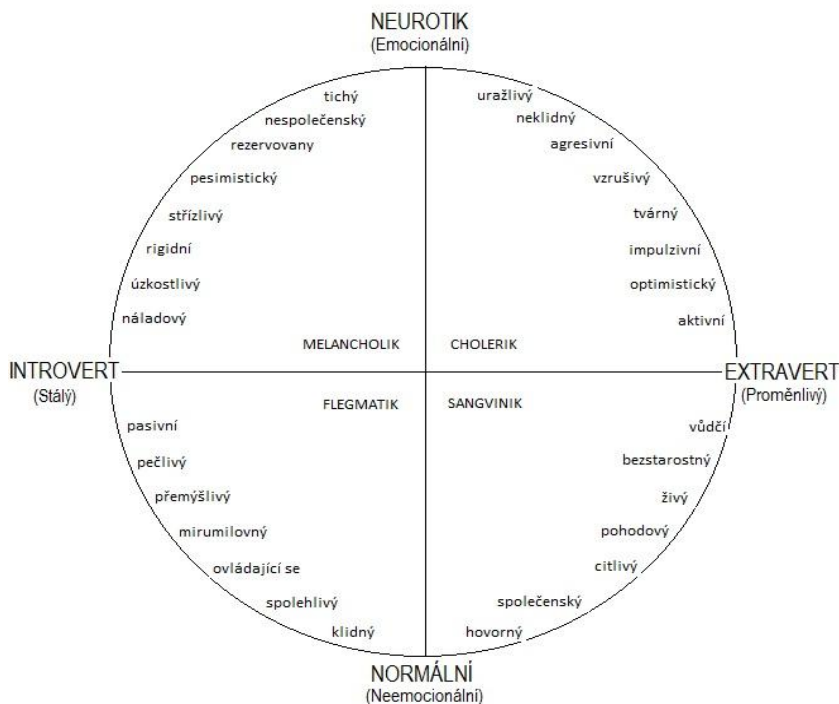 NEUROTIK
(Emocionální)
tichý
nespolečenský
rezervovany
pesimistický
střízlivý
rigidní
úzkostlivý
náladový
uražlivý
neklidný
agresivní
vzrušivý
tvárný
impulzivní
optimistický
aktivní
MELANCHOLIK
CHOLERIK
INTROVERT
(Stálý)
EXTRAVERT
(Proměnlivý)
FLEGMATIK
SANGVINIK
pasivní
pečlivý
přemýšlivý
mirumilovný
ovládající se
spolehlivý
klidný
vůdčí
bezstarostný
živý
pohodový
citlivý
společenský
hovorný
NORMÁLNÍ
(Neemocionální)